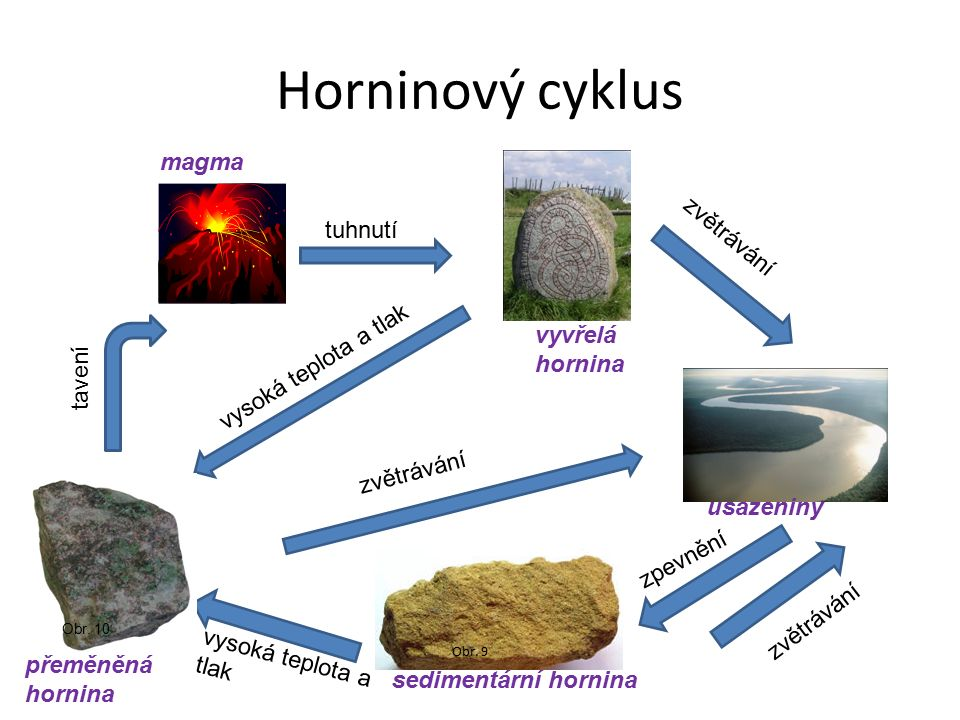 Horninový cyklus
magma
tuhnutí
zvětrávání
vyvřelá
hornina
vysoká teplota a tlak
tavení
zvětrávání
usazeniny
zpevnění
zvětrávání
Obr. 10
Obr. 9
vysoká teplota a
tlak
přeměněná
hornina
sedimentární hornina